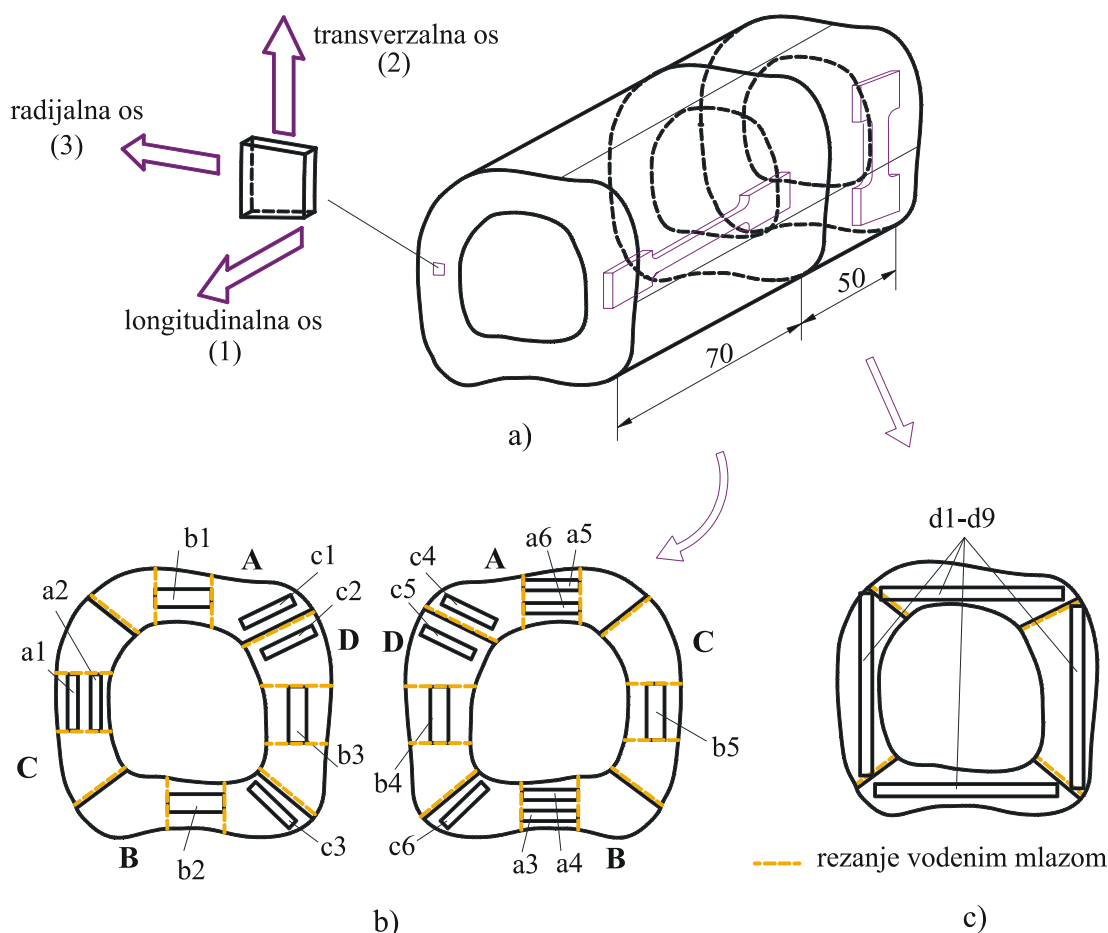 transverzalna os
(2)
radijalna os
(3)
longitudinalna os
(1)
50
70
a)
b1
A
c1
c2
a2
D
a1
b3
C
b2
c3
B
A
a6
a5
c4
c5
D
C
b4
b5
c6
a3
a4
B
d1-d9
rezanje vodenim mlazom
b)
c)